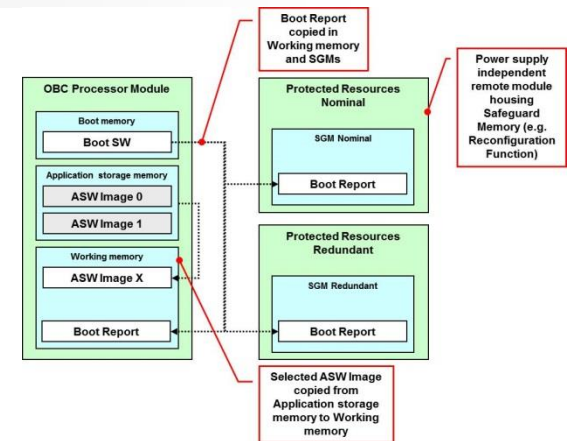 Boot Report
copied in
Working memory
and SGMs
Power supply
independent
remote module
housing
Safeguard
Memory (e.g.
Reconfiguration
Function)
OBC Processor Module
Boot memory
Boot SW
Application storage memory
ASW Image 0
ASW Image 1
Working memory
ASW Image X
Boot Report
Protected Resources
Nominal
SGM Nominal
Boot Report
Protected Resources
Redundant
SGM Redundant
Boot Report
Selected ASW Image
copied from
Application storage
memory to Working
memory